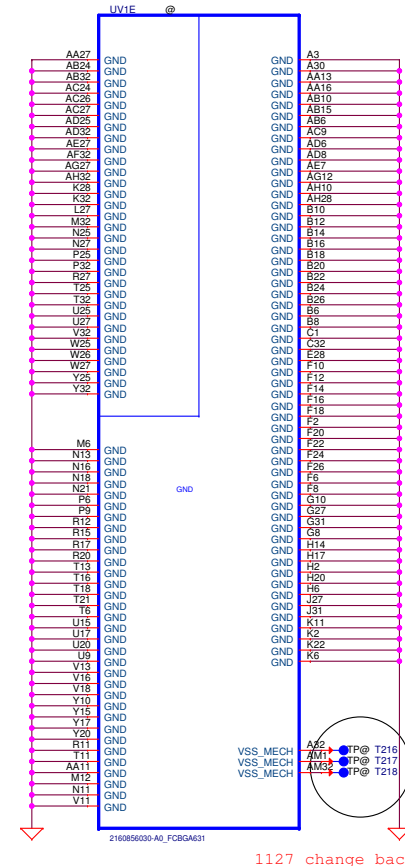 UV1E @
AA27 GND
AB24 GND
AB32 GND
AC24 GND
AC26 GND
AC27 GND
AD25 GND
AD32 GND
AE27 GND
AF32 GND
AG27 GND
AH32 GND
K28 GND
K32 GND
L27 GND
M32 GND
N25 GND
N27 GND
P25 GND
P32 GND
R27 GND
T25 GND
T32 GND
U25 GND
U27 GND
V32 GND
W25 GND
W26 GND
W27 GND
Y25 GND
Y32 GND
M6 GND
N13 GND
N16 GND
N18 GND
N21 GND
P6 GND
P9 GND
R12 GND
R15 GND
R17 GND
R20 GND
T13 GND
T16 GND
T18 GND
T21 GND
T6 GND
U15 GND
U17 GND
U20 GND
U9 GND
V13 GND
V16 GND
V18 GND
Y10 GND
Y15 GND
Y17 GND
Y20 GND
R11 GND
T11 GND
AA11 GND
M12 GND
N11 GND
V11 GND
GND
GND A3
GND A30
GND AA13
GND AA16
GND AB10
GND AB15
GND AB6
GND AC9
GND AD6
GND AD8
GND AE7
GND AG12
GND AH10
GND AH28
GND B10
GND B12
GND B14
GND B16
GND B18
GND B20
GND B22
GND B24
GND B26
GND B6
GND B8
GND C1
GND C32
GND E28
GND F10
GND F12
GND F14
GND F16
GND F18
GND F2
GND F20
GND F22
GND F24
GND F26
GND F6
GND F8
GND G10
GND G27
GND G31
GND G8
GND H14
GND H17
GND H2
GND H20
GND H6
GND J27
GND J31
GND K11
GND K2
GND K22
GND K6
VSS_MECH A32 TP@ T216
VSS_MECH AM1 TP@ T217
VSS_MECH AM32 TP@ T218
2160856030-A0_FCBGA631
1127 change bac